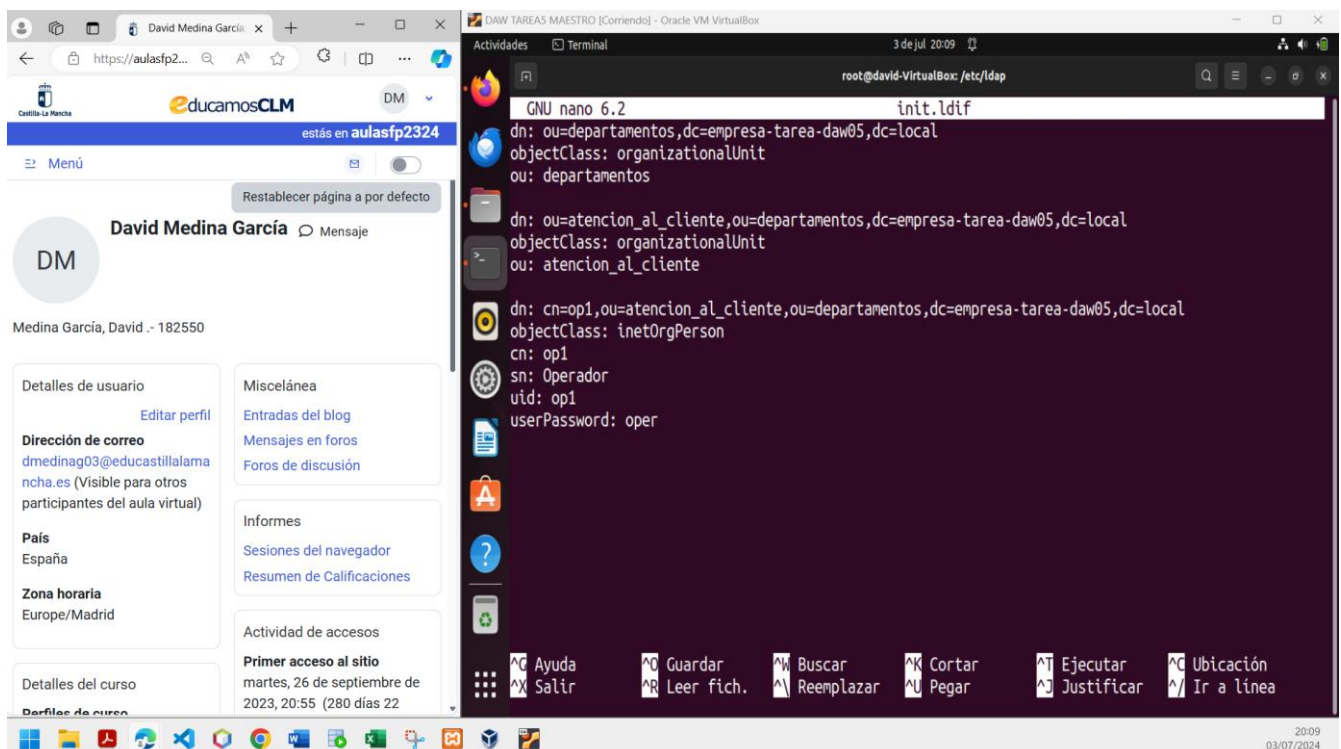 David Medina García:
https://aulasfp2...
Castilla-La Mancha
educamosCLM
DM
estás en aulasfp2324
Menú
Restablecer página a por defecto
DM
David Medina García
Mensaje
Medina García, David .- 182550
Detalles de usuario
Editar perfil
Dirección de correo
dmedinag03@educastillalama
ncha.es (Visible para otros
participantes del aula virtual)
País
España
Zona horaria
Europe/Madrid
Detalles del curso
Perfiles de curso
Miscelánea
Entradas del blog
Mensajes en foros
Foros de discusión
Informes
Sesiones del navegador
Resumen de Calificaciones
Actividad de accesos
Primer acceso al sitio
martes, 26 de septiembre de
2023, 20:55 (280 días 22
DAW TAREA5 MAESTRO [Corriendo] - Oracle VM VirtualBox
Actividades
Terminal
3 de jul 20:09
root@david-VirtualBox: /etc/ldap
GNU nano 6.2 init.ldif
dn: ou=departamentos,dc=empresa-tarea-daw05,dc=local
objectClass: organizationalUnit
ou: departamentos
dn: ou=atencion_al_cliente,ou=departamentos,dc=empresa-tarea-daw05,dc=local
objectClass: organizationalUnit
ou: atencion_al_cliente
dn: cn=op1,ou=atencion_al_cliente,ou=departamentos,dc=empresa-tarea-daw05,dc=local
objectClass: inetOrgPerson
cn: op1
sn: Operador
uid: op1
userPassword: oper
^G Ayuda ^O Guardar ^W Buscar ^K Cortar ^T Ejecutar ^C Ubicación
^X Salir ^R Leer fich. ^\ Reemplazar ^U Pegar ^J Justificar ^/ Ir a línea
20:09
03/07/2024